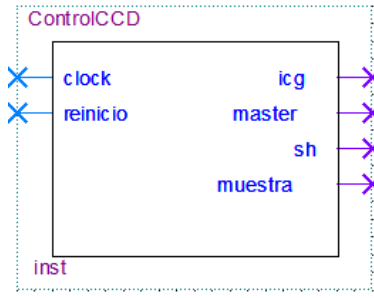 ControlCCD
clock icg
reinicio master
sh
muestra
inst